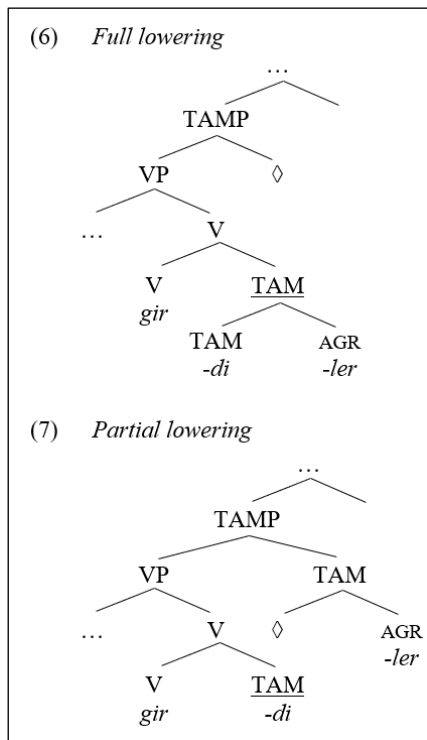 (6) Full lowering
…
TAMP
VP ◊
… V
V TAM
gir
TAM AGR
-di -ler
(7) Partial lowering
…
TAMP
VP TAM
… V ◊ AGR
-ler
V TAM
gir -di